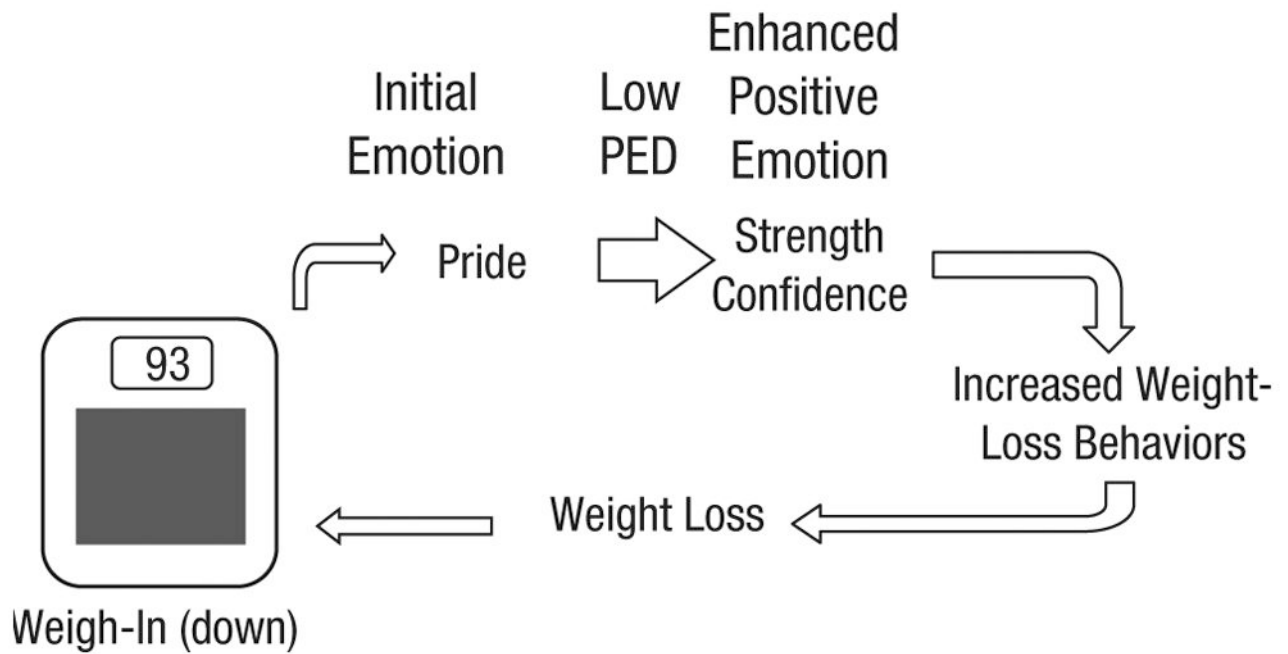 Initial
Emotion
Low
PED
Enhanced
Positive
Emotion
Pride
Strength
Confidence
Increased Weight-
Loss Behaviors
Weight Loss
93
Weigh-In (down)